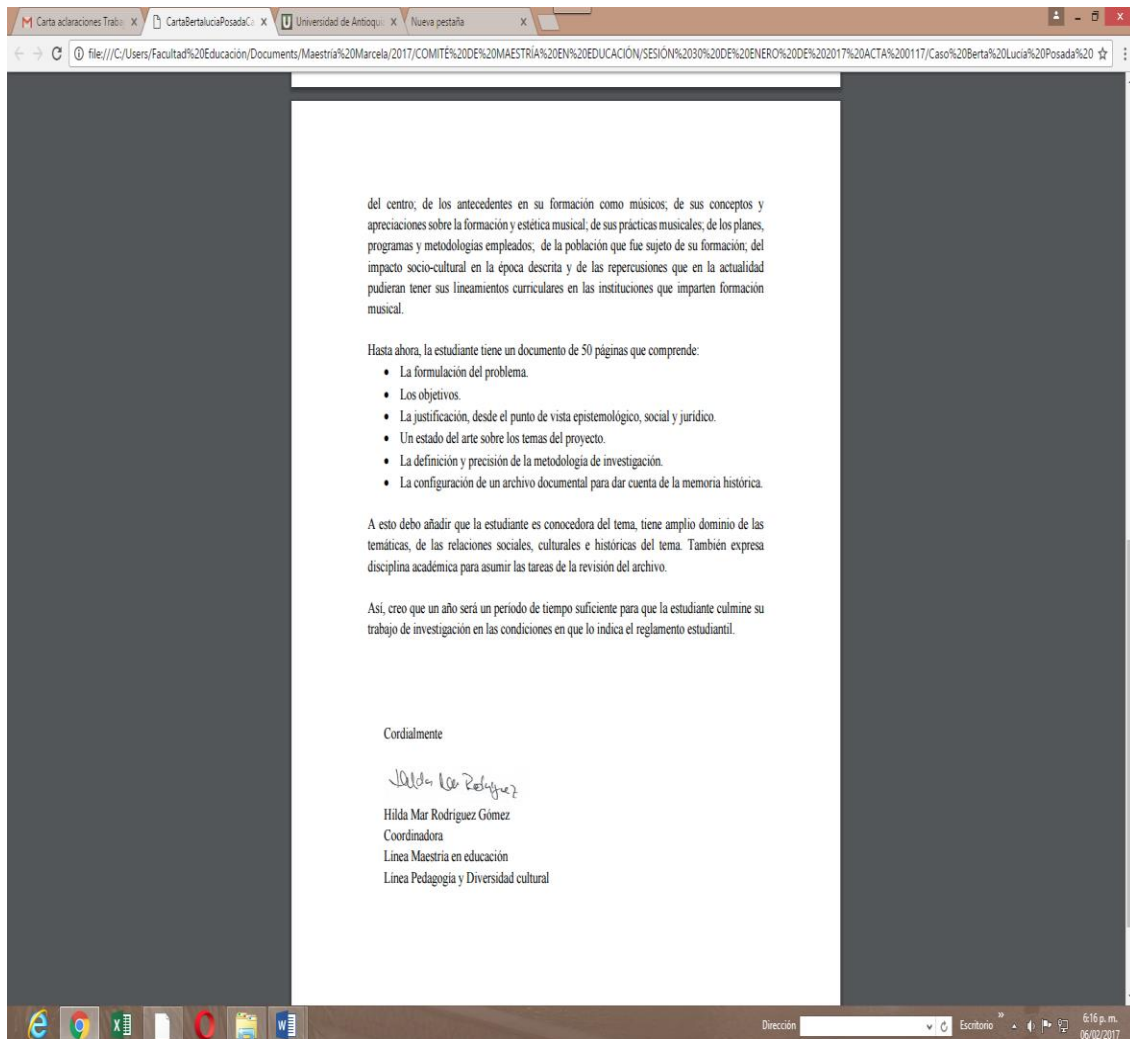 Carta aclaraciones Traba
CartaBertaluciaPosadaCa
Universidad de Antioqui
Nueva pestaña
file:///C:/Users/Facultad%20Educación/Documents/Maestría%20Marcela/2017/COMITÉ%20DE%20MAESTRÍA%20EN%20EDUCACIÓN/SESIÓN%2030%20DE%20ENERO%20DE%202017%20ACTA%200117/Caso%20Berta%20Lucia%20Posada%20
del centro; de los antecedentes en su formación como músicos; de sus conceptos y
apreciaciones sobre la formación y estética musical; de sus prácticas musicales; de los planes,
programas y metodologías empleados; de la población que fue sujeto de su formación; del
impacto socio-cultural en la época descrita y de las repercusiones que en la actualidad
pudieran tener sus lineamientos curriculares en las instituciones que imparten formación
musical.
Hasta ahora, la estudiante tiene un documento de 50 páginas que comprende:
• La formulación del problema.
• Los objetivos.
• La justificación, desde el punto de vista epistemológico, social y jurídico.
• Un estado del arte sobre los temas del proyecto.
• La definición y precisión de la metodología de investigación.
• La configuración de un archivo documental para dar cuenta de la memoria histórica.
A esto debo añadir que la estudiante es conocedora del tema, tiene amplio dominio de las
temáticas, de las relaciones sociales, culturales e históricas del tema. También expresa
disciplina académica para asumir las tareas de la revisión del archivo.
Así, creo que un año será un período de tiempo suficiente para que la estudiante culmine su
trabajo de investigación en las condiciones en que lo indica el reglamento estudiantil.
Cordialmente
Hilda Mar Rodríguez
Hilda Mar Rodríguez Gómez
Coordinadora
Línea Maestría en educación
Línea Pedagogía y Diversidad cultural
Dirección
Escritorio
6:16 p. m.
06/02/2017